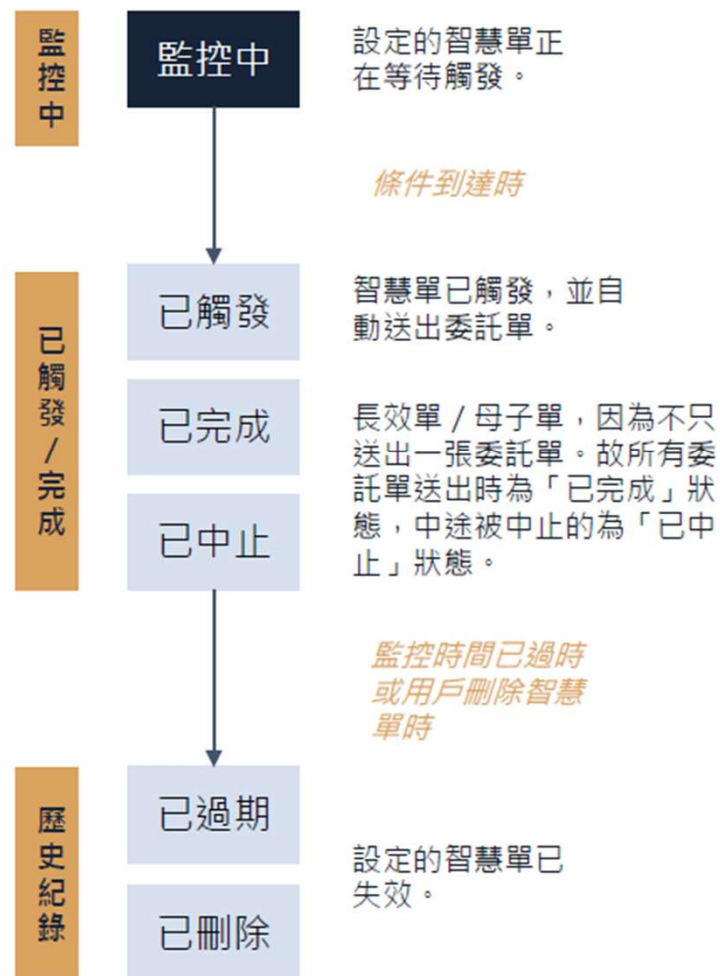 監控中
監控中
設定的智慧單正
在等待觸發。
條件到達時
已觸發/完成
已觸發
智慧單已觸發，並自
動送出委託單。
已完成
長效單 / 母子單，因為不只
送出一張委託單。故所有委
託單送出時為「已完成」狀
態，中途被中止的為「已中
止」狀態。
已中止
監控時間已過時
或用戶刪除智慧
單時
歷史紀錄
已過期
設定的智慧單已
失效。
已刪除